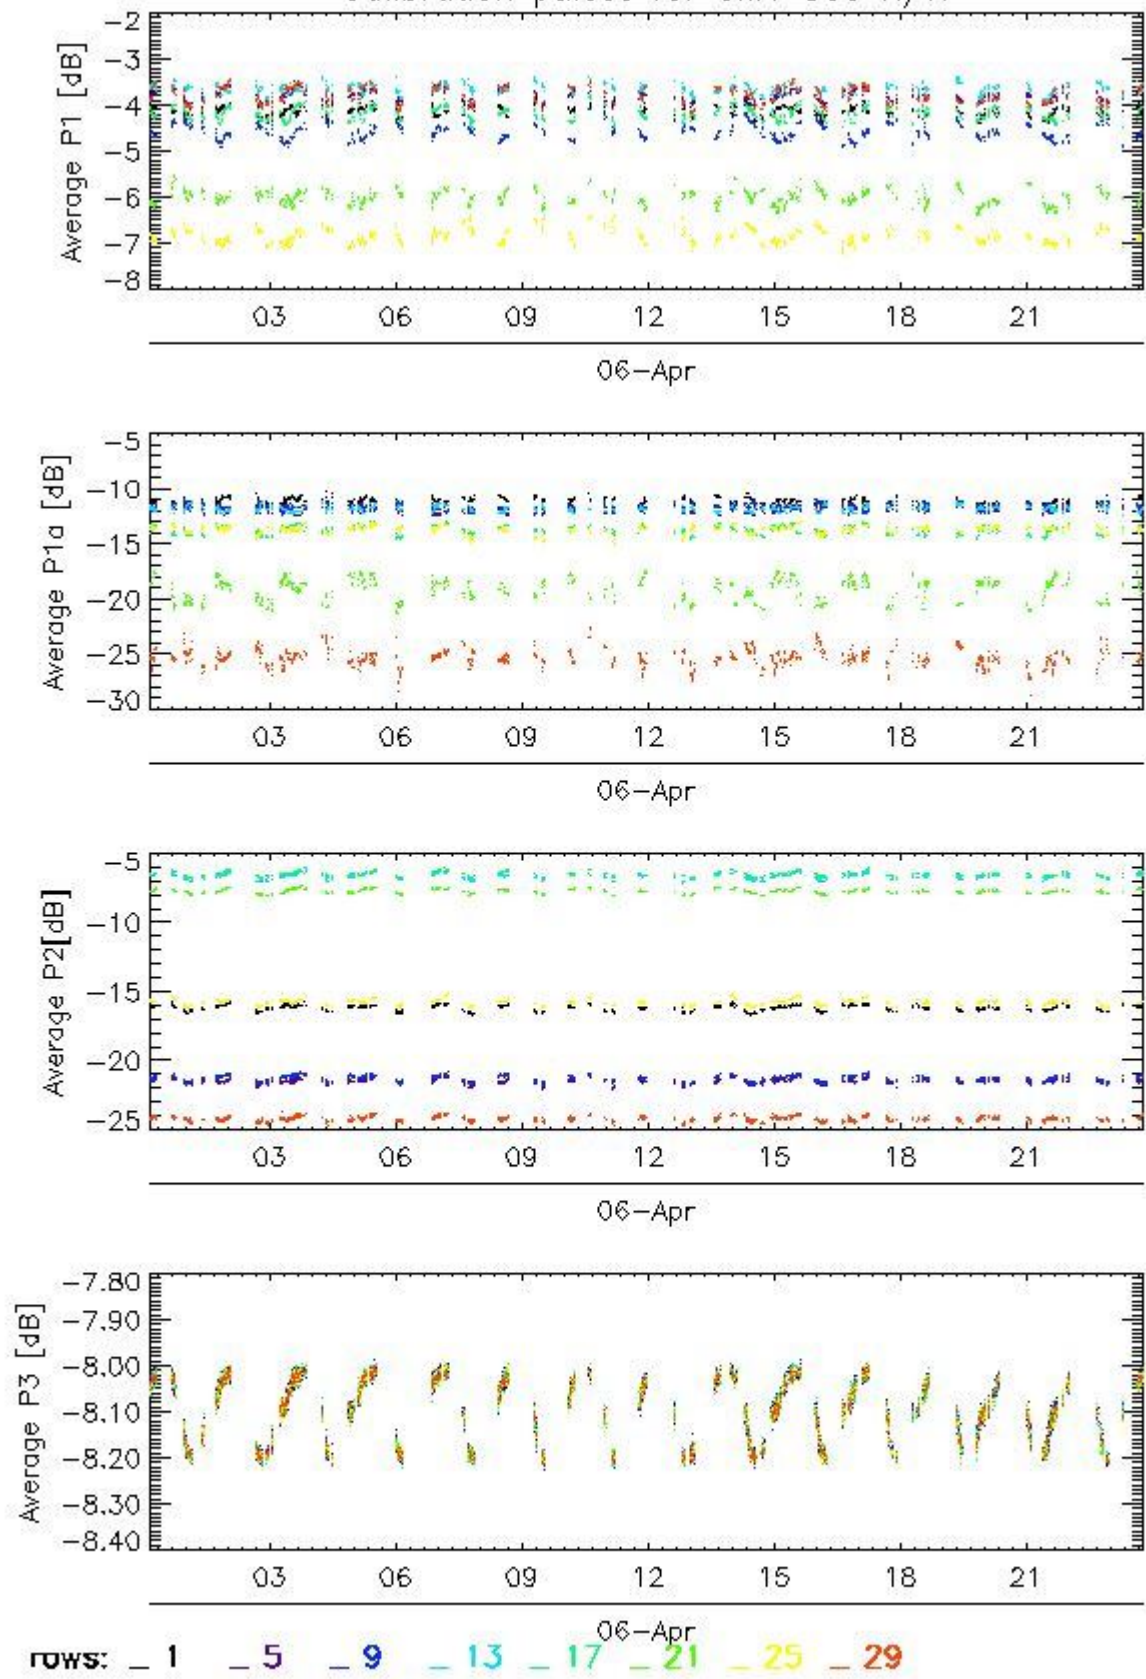 -2
-3
-4
-5
-6
-7
-8
Average P1 [dB]
03 06 09 12 15 18 21
06-Apr
-5
-10
-15
-20
-25
-30
Average P1a [dB]
03 06 09 12 15 18 21
06-Apr
-5
-10
-15
-20
-25
Average P2[dB]
03 06 09 12 15 18 21
06-Apr
-7.80
-7.90
-8.00
-8.10
-8.20
-8.30
-8.40
Average P3 [dB]
03 06 09 12 15 18 21
06-Apr
rows: _ 1 _ 5 _ 9 _ 13 _ 17 _ 21 _ 25 _ 29